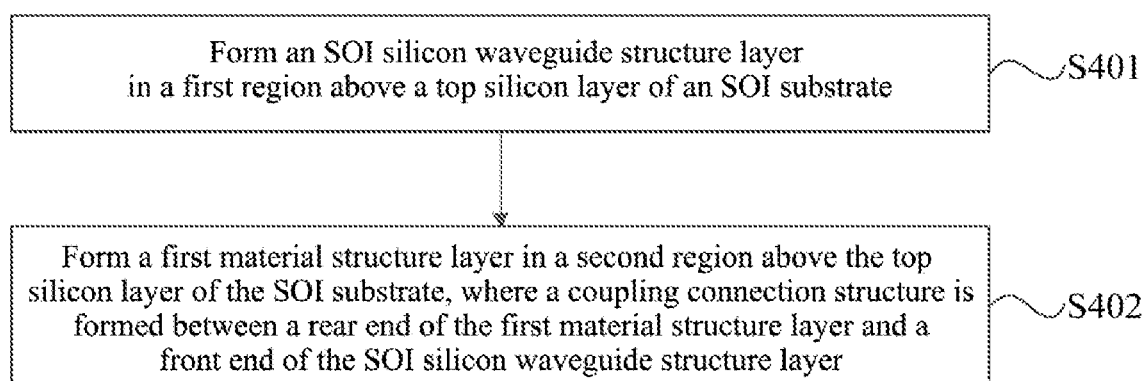 Form an SOI silicon waveguide structure layer
in a first region above a top silicon layer of an SOI substrate
S401
Form a first material structure layer in a second region above the top
silicon layer of the SOI substrate, where a coupling connection structure is
formed between a rear end of the first material structure layer and a
front end of the SOI silicon waveguide structure layer
S402